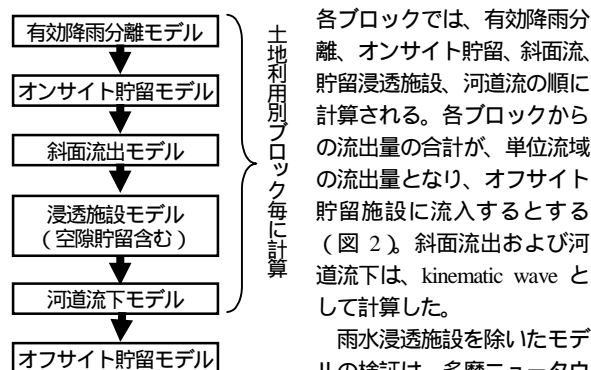 有効降雨分離モデル
オンサイト貯留モデル
斜面流出モデル
浸透施設モデル
(空隙貯留含む)
河道流下モデル
オフサイト貯留モデル
土地利用別ブロック毎に計算
各ブロックでは、有効降雨分
離、オンサイト貯留、斜面流、
貯留浸透施設、河道流の順に
計算される。各ブロックから
の流出量の合計が、単位流域
の流出量となり、オフサイト
貯留施設に流入するとする
(図 2)。斜面流出および河
道流下は、kinematic wave と
して計算した。
雨水浸透施設を除いたモデ
ルの検証は、多摩ニュータウ